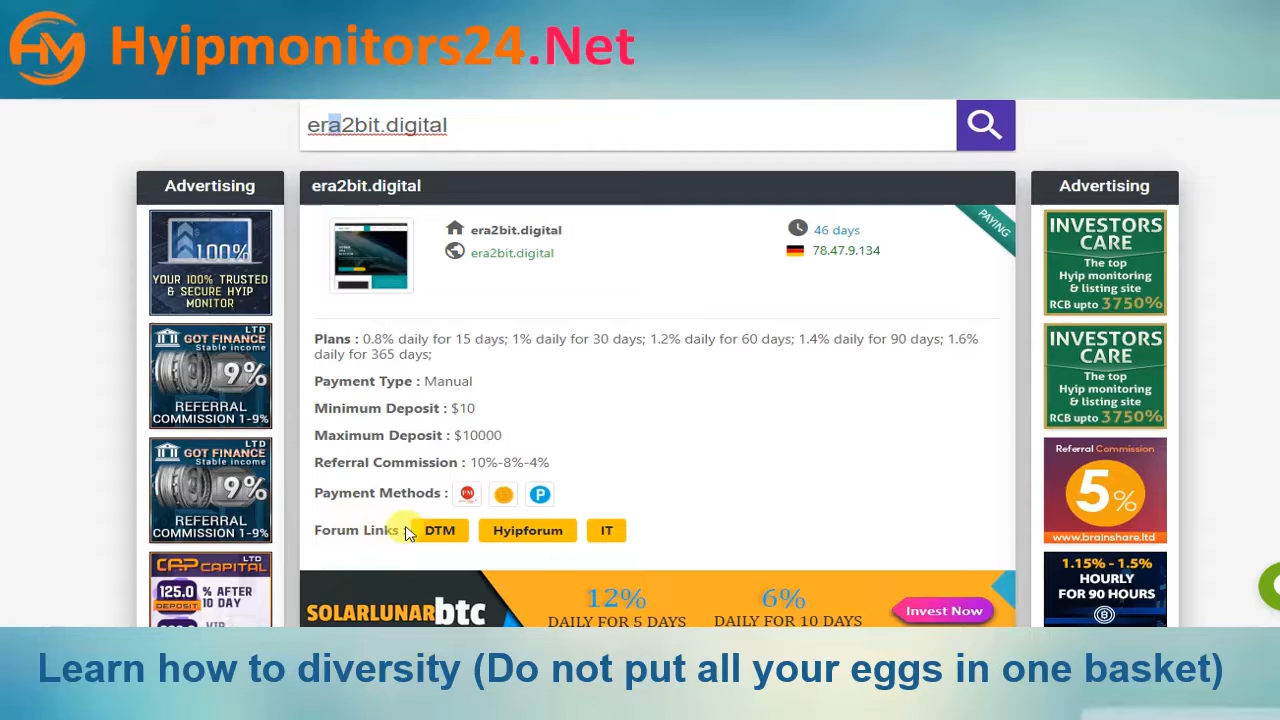 HM Hyipmonitors24.Net
era2bit.digital
Advertising
era2bit.digital
Advertising
100%
YOUR 100% TRUSTED
& SECURE HYIP
MONITOR
GOT FINANCE LTD
Stable income
9%
REFERRAL
COMMISSION 1-9%
GOT FINANCE LTD
Stable income
9%
REFERRAL
COMMISSION 1-9%
CAP CAPITAL LTD
125.0 % AFTER
DEPOSIT 10 DAY
VIP
era2bit.digital
era2bit.digital
46 days
78.47.9.134
PAYING
Plans : 0.8% daily for 15 days; 1% daily for 30 days; 1.2% daily for 60 days; 1.4% daily for 90 days; 1.6%
daily for 365 days;
Payment Type : Manual
Minimum Deposit : $10
Maximum Deposit : $10000
Referral Commission : 10%-8%-4%
Payment Methods : PM P
Forum Links : DTM Hyipforum IT
SOLARLUNARbtc
12%
DAILY FOR 5 DAYS
6%
DAILY FOR 10 DAYS
Invest Now
INVESTORS
CARE
The top
Hyip monitoring
& listing site
RCB upto 3750%
INVESTORS
CARE
The top
Hyip monitoring
& listing site
RCB upto 3750%
Referral Commission
5%
www.brainshare.ltd
1.15% - 1.5%
HOURLY
FOR 90 HOURS
Learn how to diversity (Do not put all your eggs in one basket)